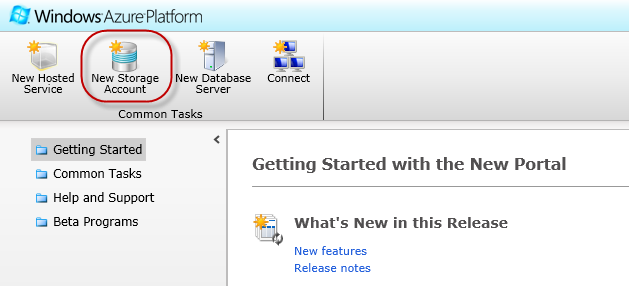 Windows Azure Platform
New Hosted Service
New Storage Account
New Database Server
Connect
Common Tasks
Getting Started
Common Tasks
Help and Support
Beta Programs
Getting Started with the New Portal
What's New in this Release
New features
Release notes